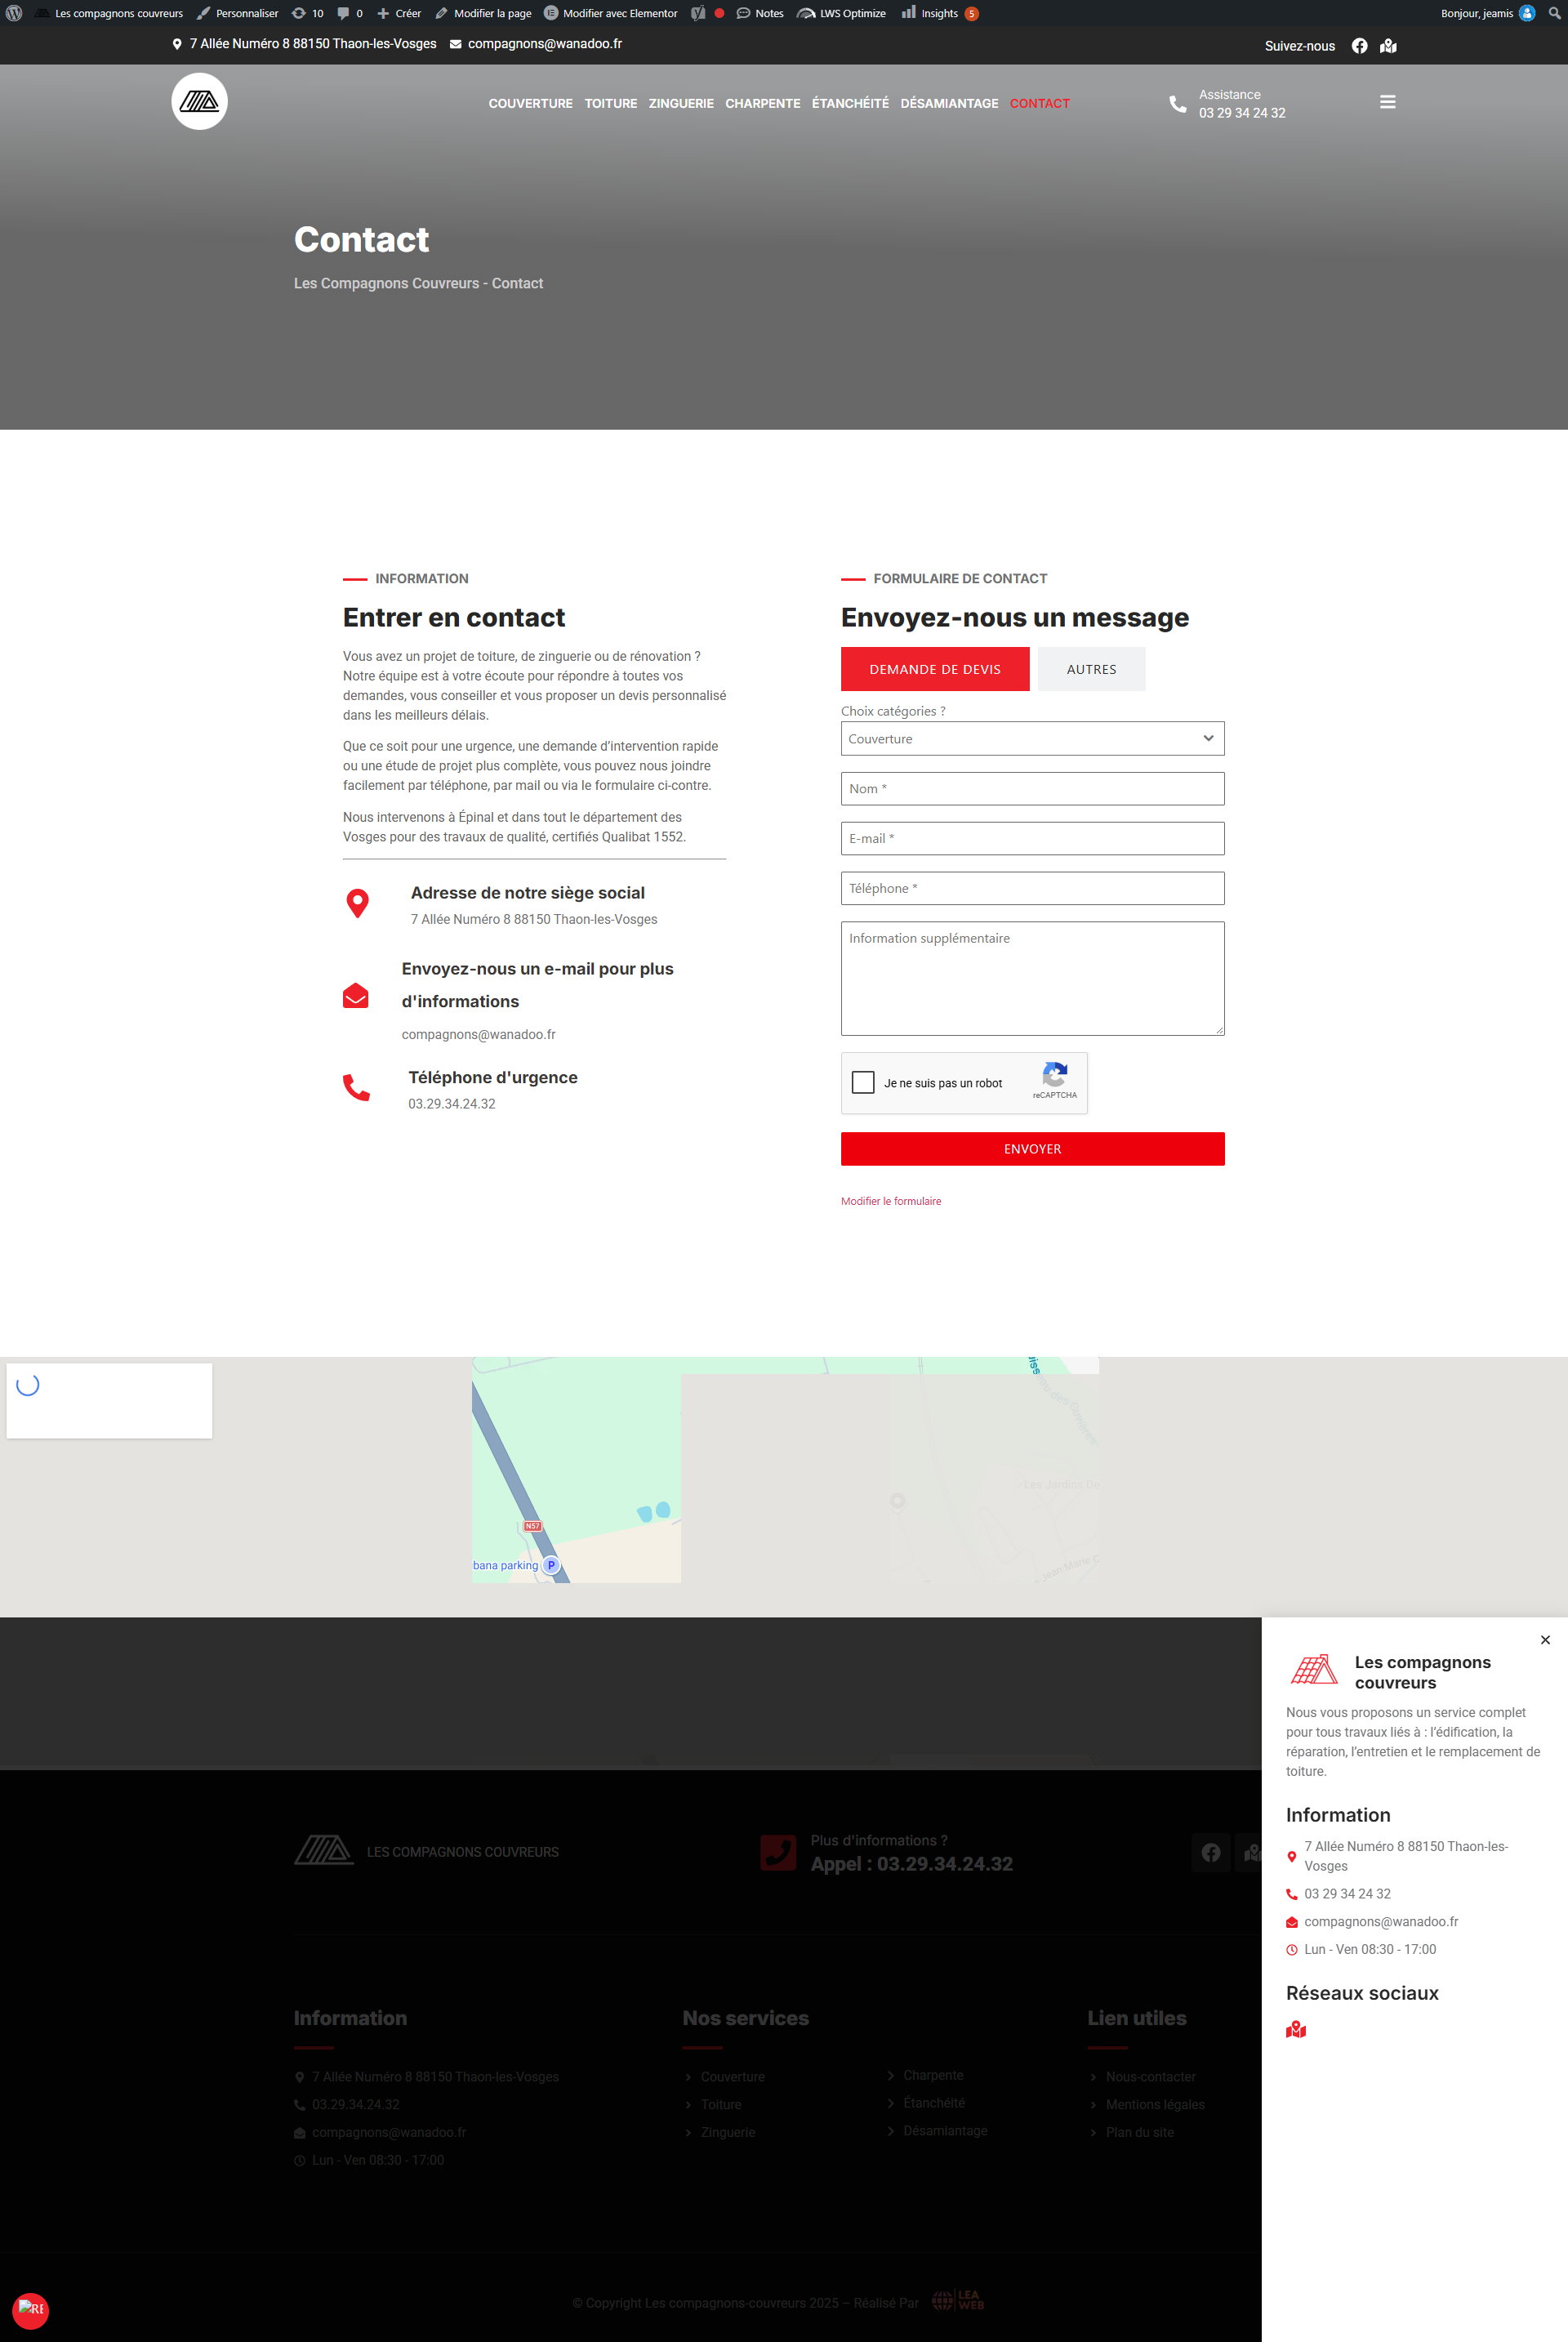 Les compagnons couvreurs Personnaliser 10 0 Créer Modifier la page Modifier avec Elementor Notes LWS Optimize Insights 5 Bonjour, jeamis
7 Allée Numéro 8 88150 Thaon-les-Vosges compagnons@wanadoo.fr Suivez-nous
COUVERTURE TOITURE ZINGUERIE CHARPENTE ÉTANCHÉITÉ DÉSAMIANTAGE CONTACT
Assistance
03 29 34 24 32
Contact
Les Compagnons Couvreurs - Contact
INFORMATION
Entrer en contact
Vous avez un projet de toiture, de zinguerie ou de rénovation ?
Notre équipe est à votre écoute pour répondre à toutes vos
demandes, vous conseiller et vous proposer un devis personnalisé
dans les meilleurs délais.
Que ce soit pour une urgence, une demande d’intervention rapide
ou une étude de projet plus complète, vous pouvez nous joindre
facilement par téléphone, par mail ou via le formulaire ci-contre.
Nous intervenons à Épinal et dans tout le département des
Vosges pour des travaux de qualité, certifiés Qualibat 1552.
Adresse de notre siège social
7 Allée Numéro 8 88150 Thaon-les-Vosges
Envoyez-nous un e-mail pour plus
d'informations
compagnons@wanadoo.fr
Téléphone d'urgence
03.29.34.24.32
FORMULAIRE DE CONTACT
Envoyez-nous un message
DEMANDE DE DEVIS AUTRES
Choix catégories ?
Couverture
Nom *
E-mail *
Téléphone *
Information supplémentaire
Je ne suis pas un robot
reCAPTCHA
ENVOYER
Modifier le formulaire
Les Jardins De
N57
bana parking P
Jean Marie C
Les compagnons
couvreurs
Nous vous proposons un service complet
pour tous travaux liés à : l’édification, la
réparation, l’entretien et le remplacement de
toiture.
Information
7 Allée Numéro 8 88150 Thaon-les-
Vosges
03 29 34 24 32
compagnons@wanadoo.fr
Lun - Ven 08:30 - 17:00
Réseaux sociaux
LES COMPAGNONS COUVREURS
Plus d'informations ?
Appel : 03.29.34.24.32
Information
7 Allée Numéro 8 88150 Thaon-les-Vosges
03.29.34.24.32
compagnons@wanadoo.fr
Lun - Ven 08:30 - 17:00
Nos services
Couverture
Toiture
Zinguerie
Charpente
Étanchéité
Désamiantage
Lien utiles
Nous-contacter
Mentions légales
Plan du site
© Copyright Les compagnons-couvreurs 2025 – Réalisé Par
LEA
WEB